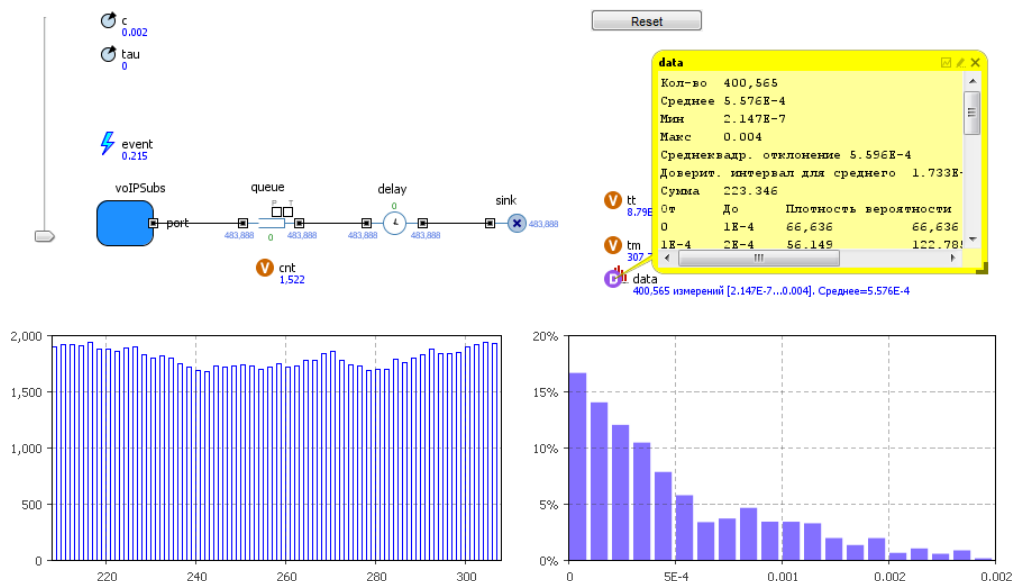 c
0.002
tau
0
Reset
event
0.215
data
Кол-во 400,565
Среднее 5.576E-4
Мин 2.147E-7
Макс 0.004
Среднеквадр. отклонение 5.596E-4
Доверит. интервал для среднего 1.733E-
Сумма 223.346
От До Плотность вероятности
0 1E-4 66,636 66,636
1E-4 2E-4 56.149 122.785
voIPSubs
port
queue
P T
0
483,888 483,888
delay
0
483,888 483,888
sink
483,888
V cnt
1,522
V tt
8.79E
V tm
307.
D data
400,565 измерений [2.147E-7...0.004]. Среднее=5.576E-4
2,000
1,500
1,000
500
0
220 240 260 280 300
20%
15%
10%
5%
0%
0 5E-4 0.001 0.002 0.002